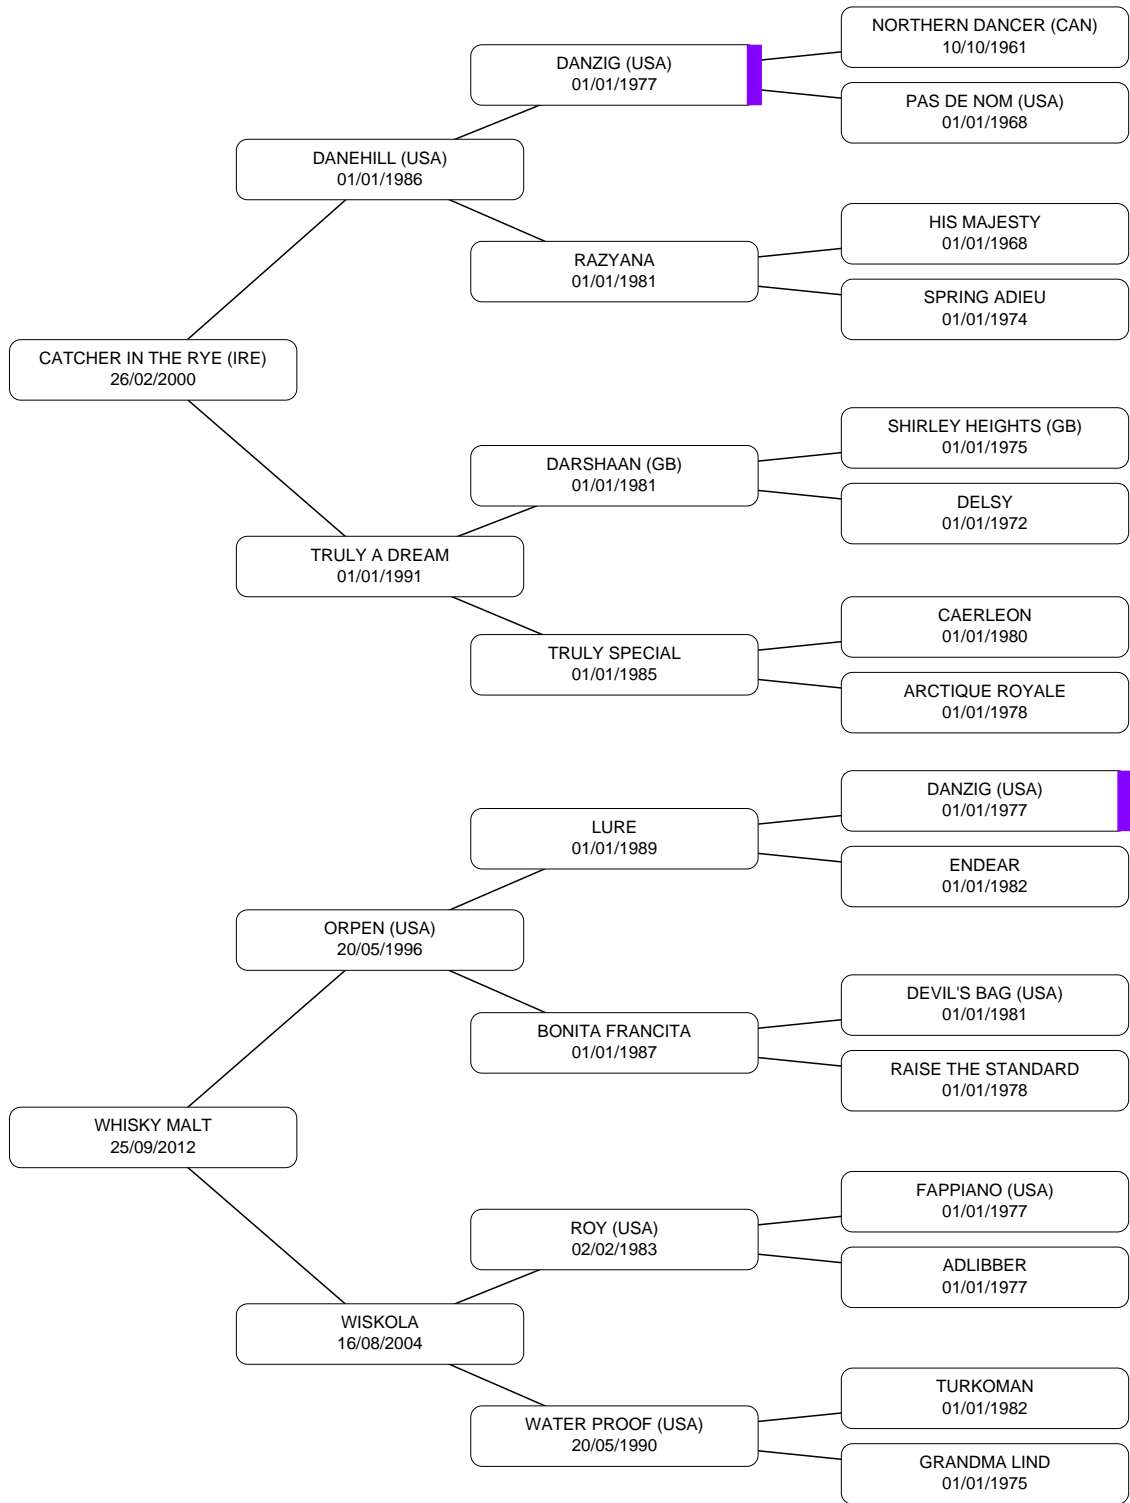 NORTHERN DANCER (CAN)
10/10/1961
DANZIG (USA)
01/01/1977
PAS DE NOM (USA)
01/01/1968
DANEHILL (USA)
01/01/1986
HIS MAJESTY
01/01/1968
RAZYANA
01/01/1981
SPRING ADIEU
01/01/1974
CATCHER IN THE RYE (IRE)
26/02/2000
SHIRLEY HEIGHTS (GB)
01/01/1975
DARSHAAN (GB)
01/01/1981
DELSY
01/01/1972
TRULY A DREAM
01/01/1991
CAERLEON
01/01/1980
TRULY SPECIAL
01/01/1985
ARCTIQUE ROYALE
01/01/1978
DANZIG (USA)
01/01/1977
LURE
01/01/1989
ENDEAR
01/01/1982
ORPEN (USA)
20/05/1996
DEVIL'S BAG (USA)
01/01/1981
BONITA FRANCITA
01/01/1987
RAISE THE STANDARD
01/01/1978
WHISKY MALT
25/09/2012
FAPPIANO (USA)
01/01/1977
ROY (USA)
02/02/1983
ADLIBBER
01/01/1977
WISKOLA
16/08/2004
TURKOMAN
01/01/1982
WATER PROOF (USA)
20/05/1990
GRANDMA LIND
01/01/1975